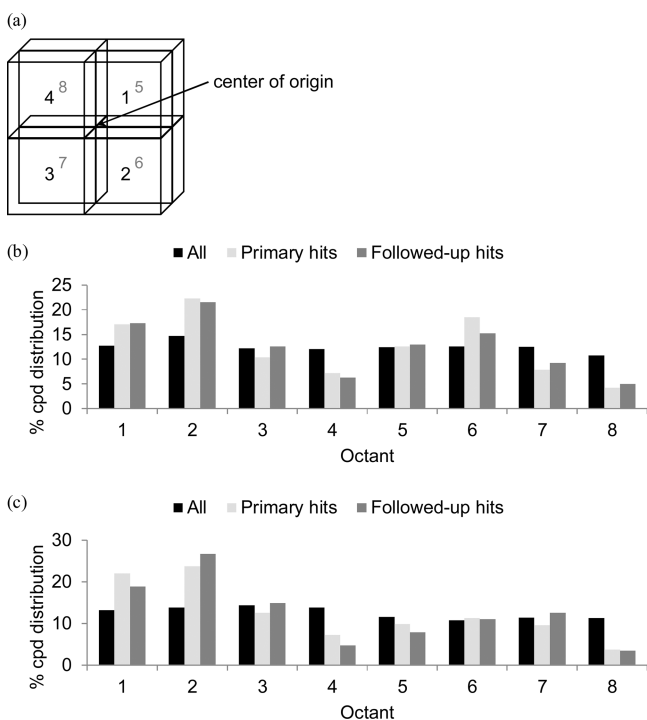 (a)
4 8 1 5
center of origin
3 7 2 6
(b)
All Primary hits Followed-up hits
% cpd distribution
25
20
15
10
5
0
1 2 3 4 5 6 7 8
Octant
(c)
All Primary hits Followed-up hits
% cpd distribution
30
20
10
0
1 2 3 4 5 6 7 8
Octant